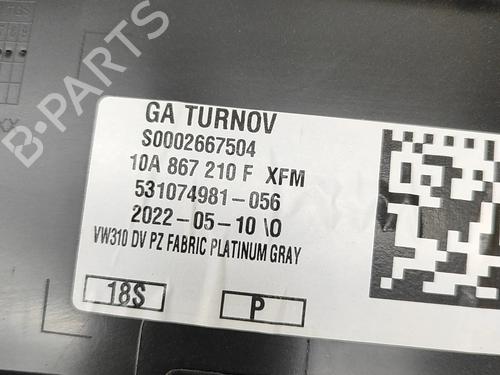 GA TURNOV
S0002667504
10A 867 210 F XFM
531074981-056
2022-05-10 \0
VW310 DV PZ FABRIC PLATINUM GRAY
18S
P
B-PARTS